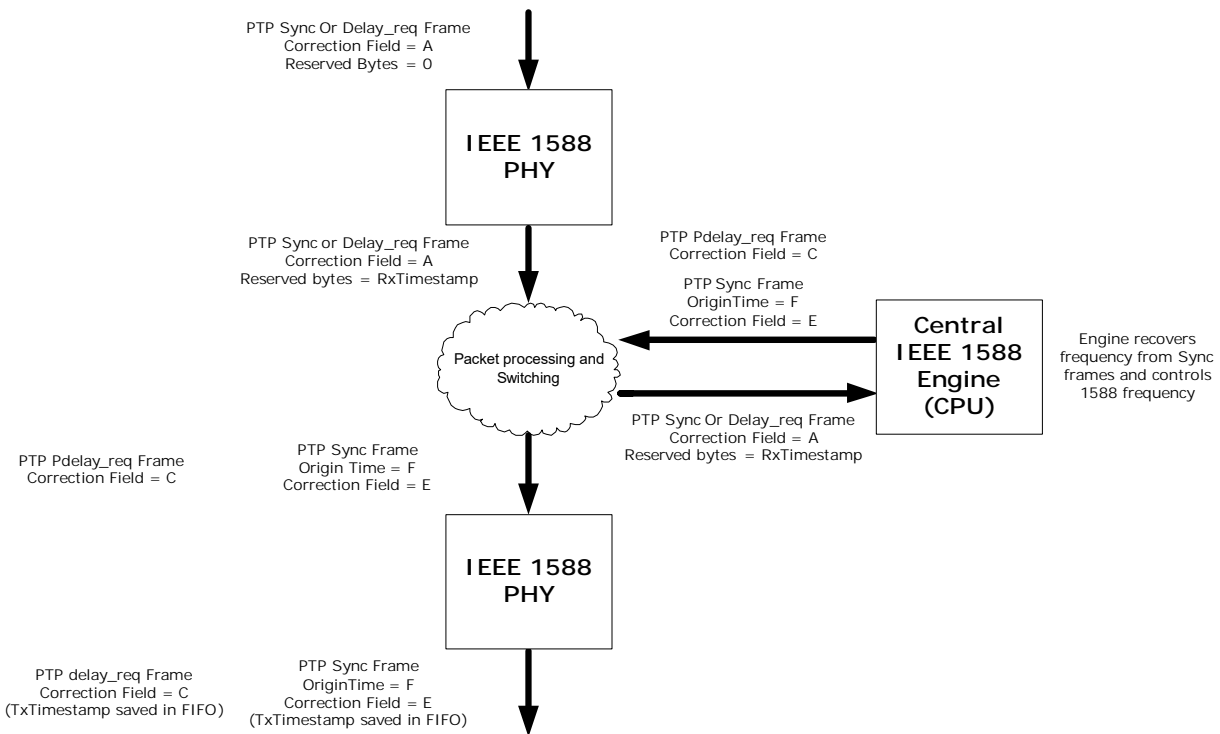 PTP Sync Or Delay_req Frame
Correction Field = A
Reserved Bytes = 0
IEEE 1588
PHY
PTP Sync or Delay_req Frame
Correction Field = A
Reserved bytes = RxTimestamp
PTP Pdelay_req Frame
Correction Field = C
PTP Sync Frame
OriginTime = F
Correction Field = E
Packet processing and
Switching
Central
IEEE 1588
Engine
(CPU)
Engine recovers
frequency from Sync
frames and controls
1588 frequency
PTP Sync Or Delay_req Frame
Correction Field = A
Reserved bytes = RxTimestamp
PTP Pdelay_req Frame
Correction Field = C
PTP Sync Frame
Origin Time = F
Correction Field = E
IEEE 1588
PHY
PTP delay_req Frame
Correction Field = C
(TxTimestamp saved in FIFO)
PTP Sync Frame
OriginTime = F
Correction Field = E
(TxTimestamp saved in FIFO)